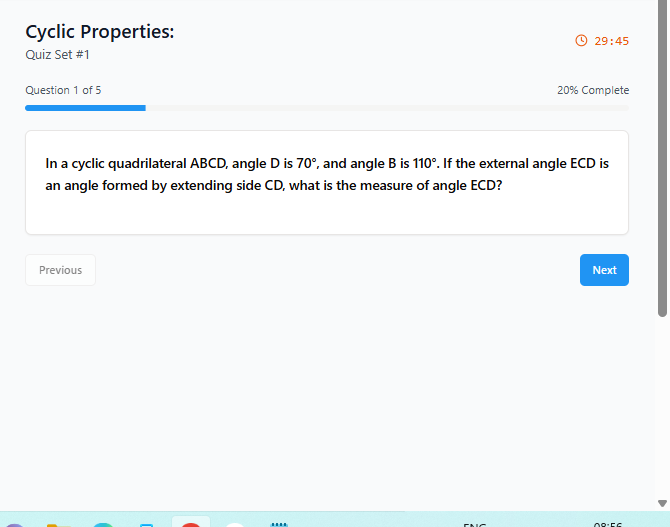 Cyclic Properties:
Quiz Set #1
29:45
Question 1 of 5
20% Complete
In a cyclic quadrilateral ABCD, angle D is 70°, and angle B is 110°. If the external angle ECD is
an angle formed by extending side CD, what is the measure of angle ECD?
Previous
Next